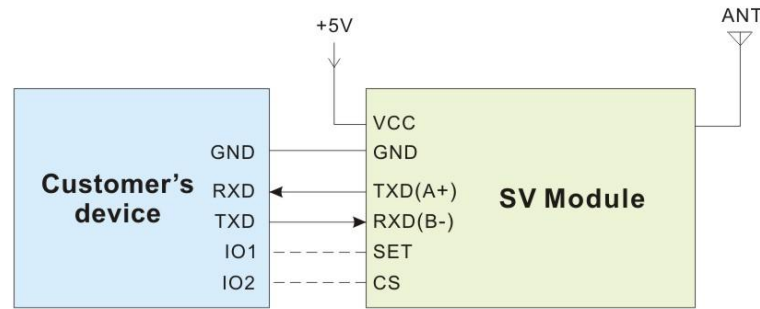 ANT
+5V
VCC
GND GND
Customer's
device
RXD TXD(A+)
SV Module
TXD RXD(B-)
IO1 SET
IO2 CS